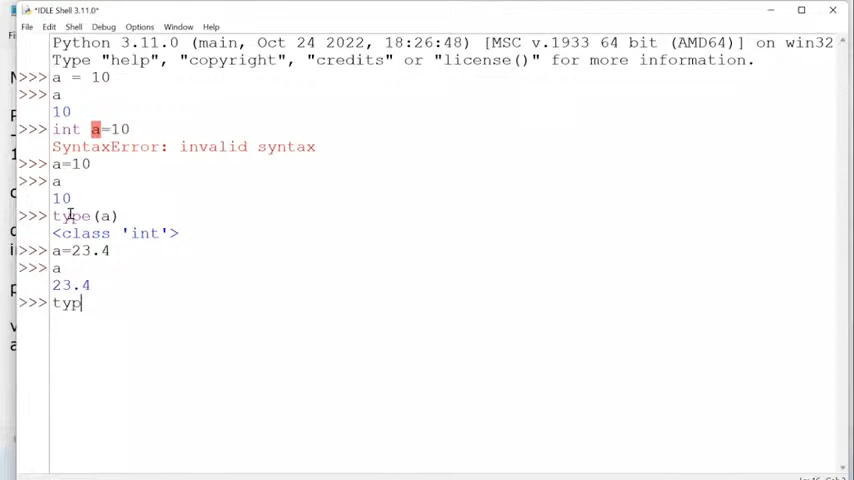 *IDLE Shell 3.11.0*
File Edit Shell Debug Options Window Help
Python 3.11.0 (main, Oct 24 2022, 18:26:48) [MSC v.1933 64 bit (AMD64)] on win32
Type "help", "copyright", "credits" or "license()" for more information.
>>> a = 10
>>> a
10
>>> int a=10
SyntaxError: invalid syntax
>>> a=10
>>> a
10
>>> type(a)
<class 'int'>
>>> a=23.4
>>> a
23.4
>>> typ